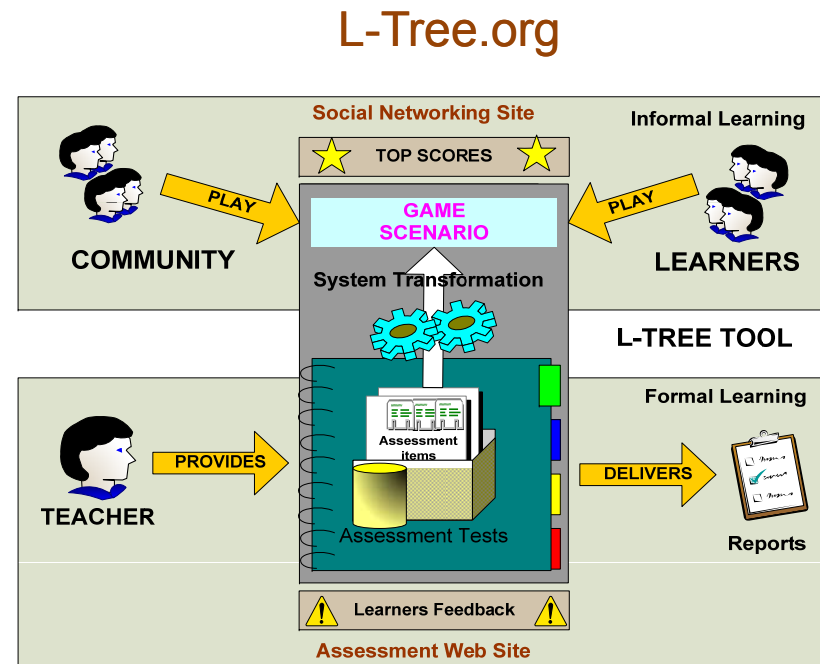 L-Tree.org
Social Networking Site
Informal Learning
TOP SCORES
PLAY
GAME
SCENARIO
PLAY
COMMUNITY
LEARNERS
System Transformation
L-TREE TOOL
Formal Learning
Assessment
items
PROVIDES
DELIVERS
TEACHER
Assessment Tests
Reports
Learners Feedback
Assessment Web Site